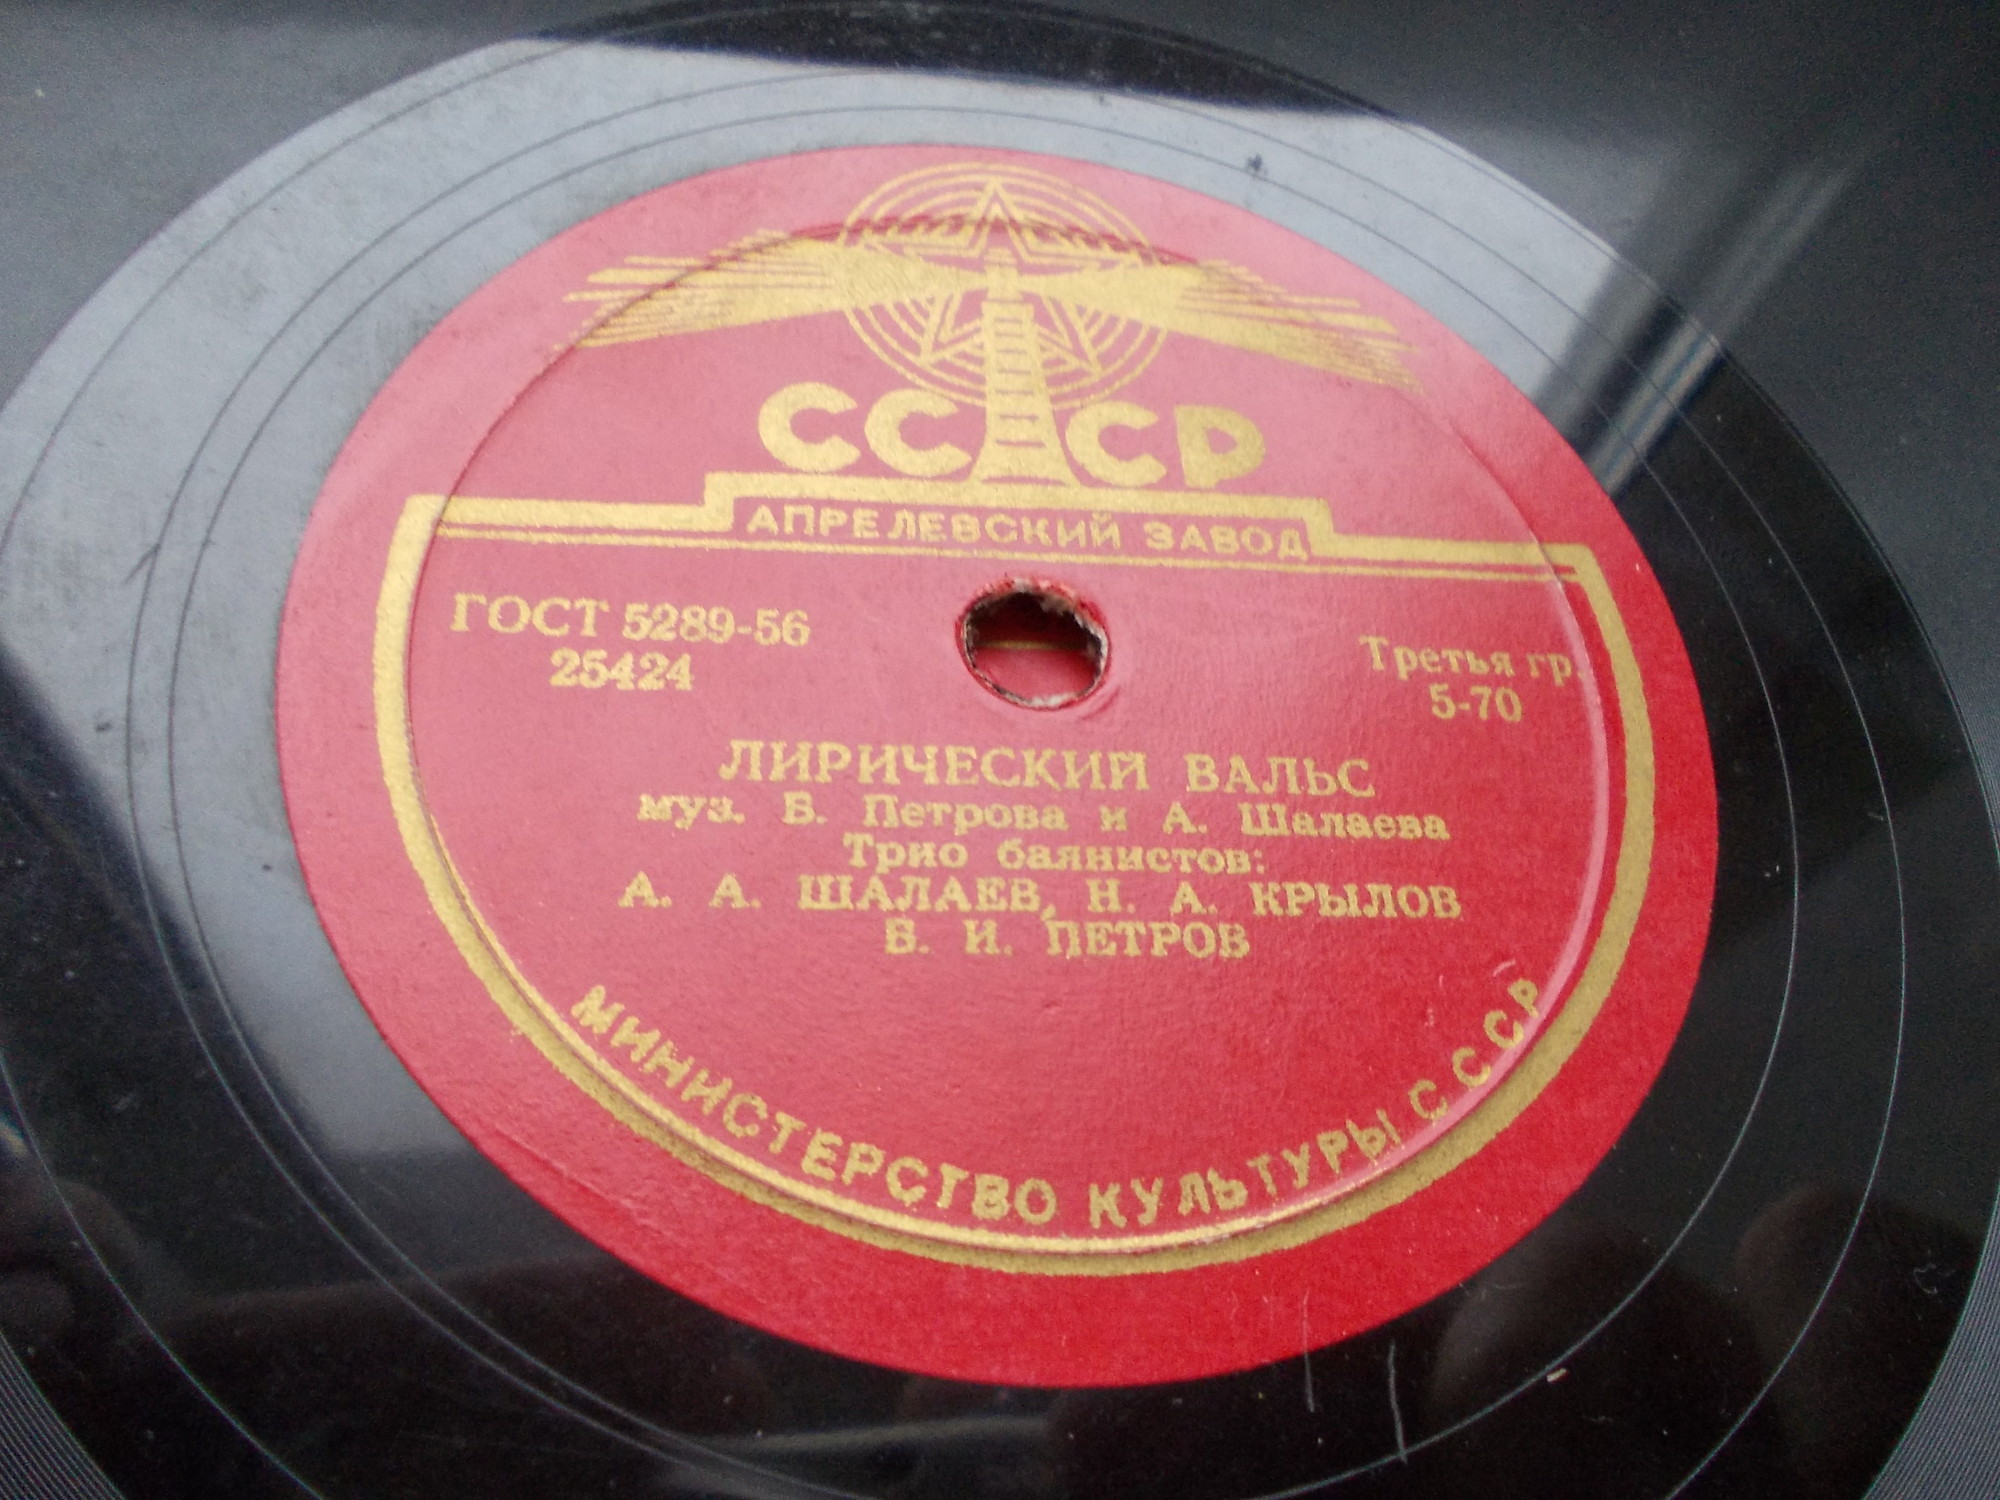 СССР
АПРЕЛЕВСКИЙ ЗАВОД
ГОСТ 5289-56
25424
Третья гр.
5-70
ЛИРИЧЕСКИЙ ВАЛЬС
муз. В. Петрова и А. Шалаева
Трио баянистов:
А. А. ШАЛАЕВ, Н. А. КРЫЛОВ
В. И. ПЕТРОВ
МИНИСТЕРСТВО КУЛЬТУРЫ СССР